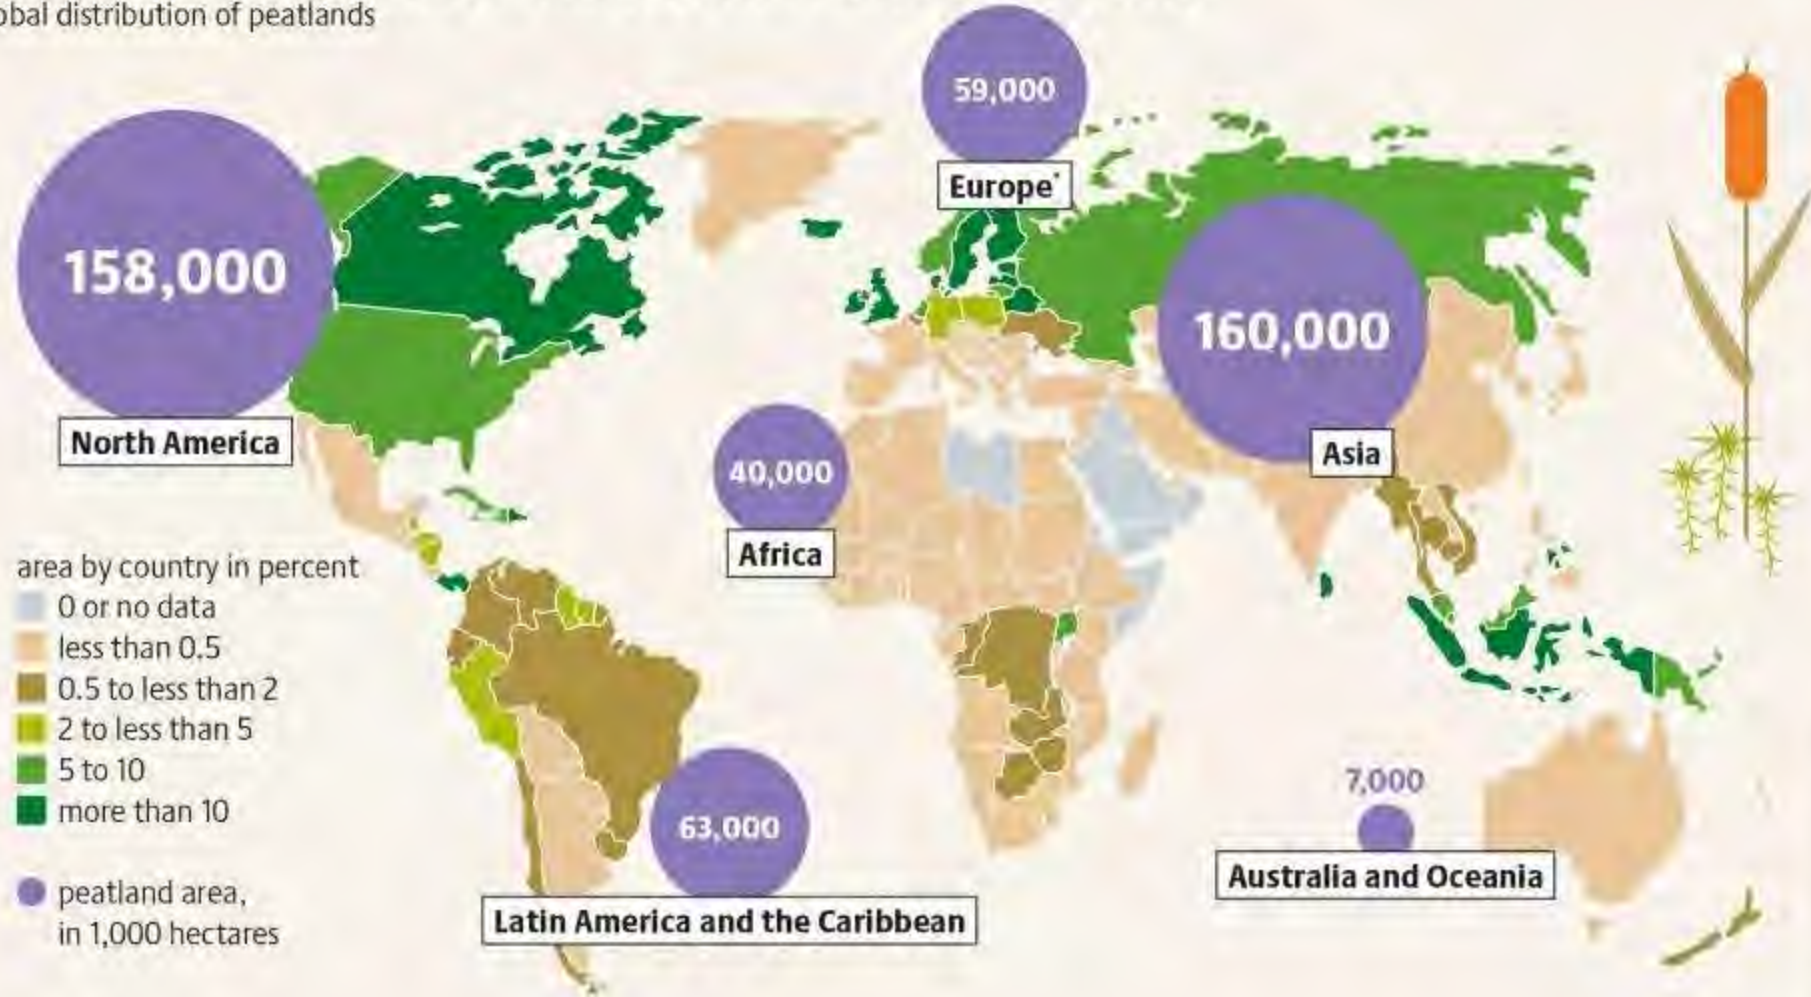 obal distribution of peatlands
59,000
Europe*
158,000
160,000
North America
Asia
40,000
Africa
area by country in percent
0 or no data
less than 0.5
0.5 to less than 2
2 to less than 5
5 to 10
more than 10
7,000
63,000
Australia and Oceania
peatland area,
in 1,000 hectares
Latin America and the Caribbean